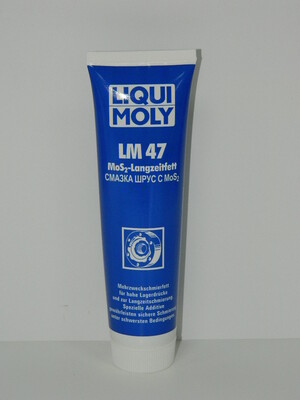 LIQUI
MOLY
LM 47
MoS₂-Langzeitfett
СМАЗКА ШРУС С MoS₂
Mehrzweckschmierfett
für hohe Lagerdrücke
und zur Langzeitschmierung
Spezielle Additive
gewährleisten sichere Schmierung
unter schwersten Bedingungen